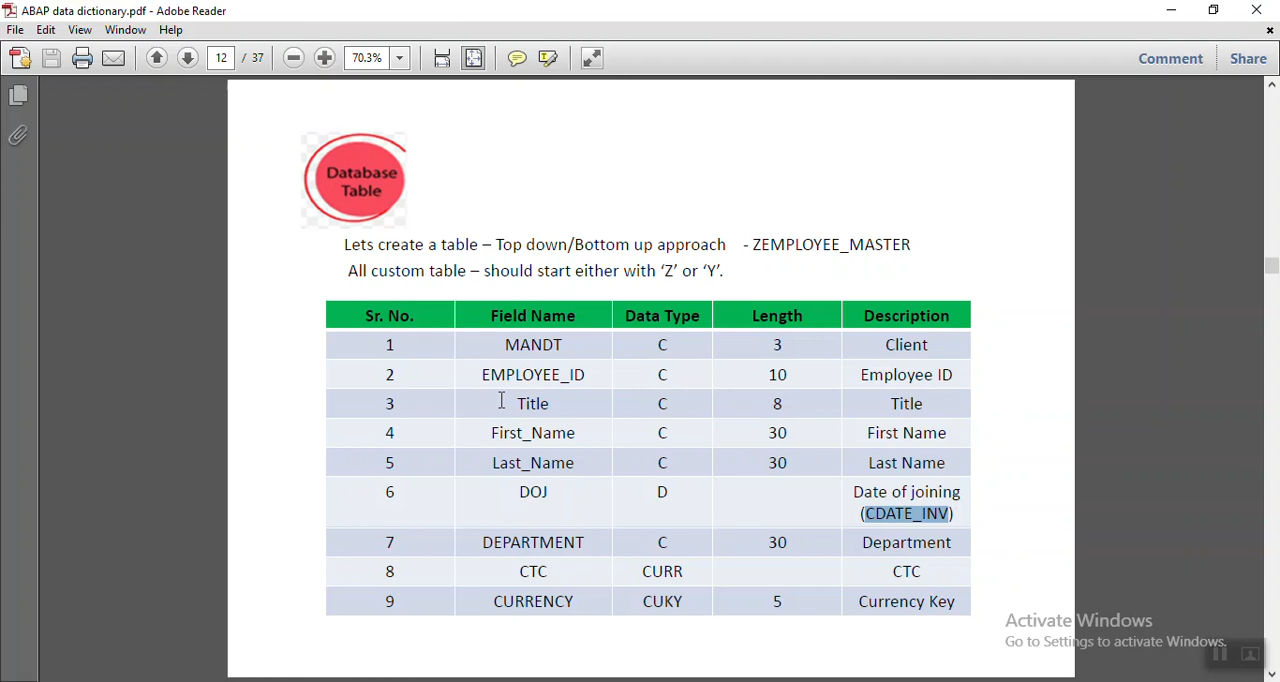 ABAP data dictionary.pdf - Adobe Reader
File Edit View Window Help
12 / 37 70.3% Comment Share
Database
Table
Lets create a table – Top down/Bottom up approach - ZEMPLOYEE_MASTER
All custom table – should start either with ‘Z’ or ‘Y’.
Sr. No. Field Name Data Type Length Description
1 MANDT C 3 Client
2 EMPLOYEE_ID C 10 Employee ID
3 Title C 8 Title
4 First_Name C 30 First Name
5 Last_Name C 30 Last Name
6 DOJ D Date of joining
(CDATE_INV)
7 DEPARTMENT C 30 Department
8 CTC CURR CTC
9 CURRENCY CUKY 5 Currency Key
Activate Windows
Go to Settings to activate Windows.